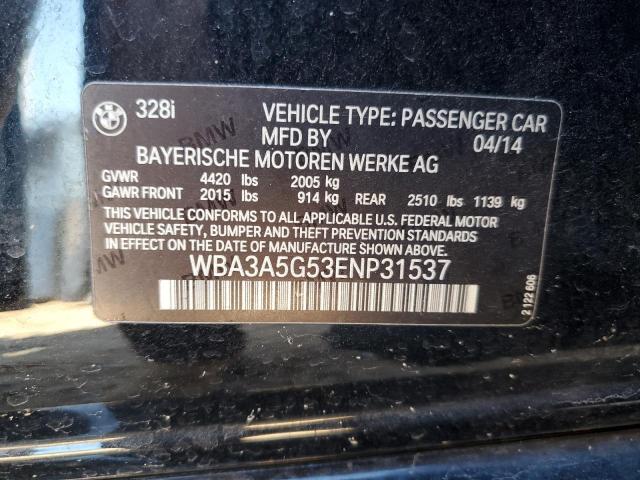 328i VEHICLE TYPE: PASSENGER CAR
MFD BY 04/14
BAYERISCHE MOTOREN WERKE AG
GVWR 4420 lbs 2005 kg
GAWR FRONT 2015 lbs 914 kg REAR 2510 lbs 1139 kg
THIS VEHICLE CONFORMS TO ALL APPLICABLE U.S. FEDERAL MOTOR
VEHICLE SAFETY, BUMPER AND THEFT PREVENTION STANDARDS
IN EFFECT ON THE DATE OF MANUFACTURE SHOWN ABOVE.
WBA3A5G53ENP31537
2 122 606